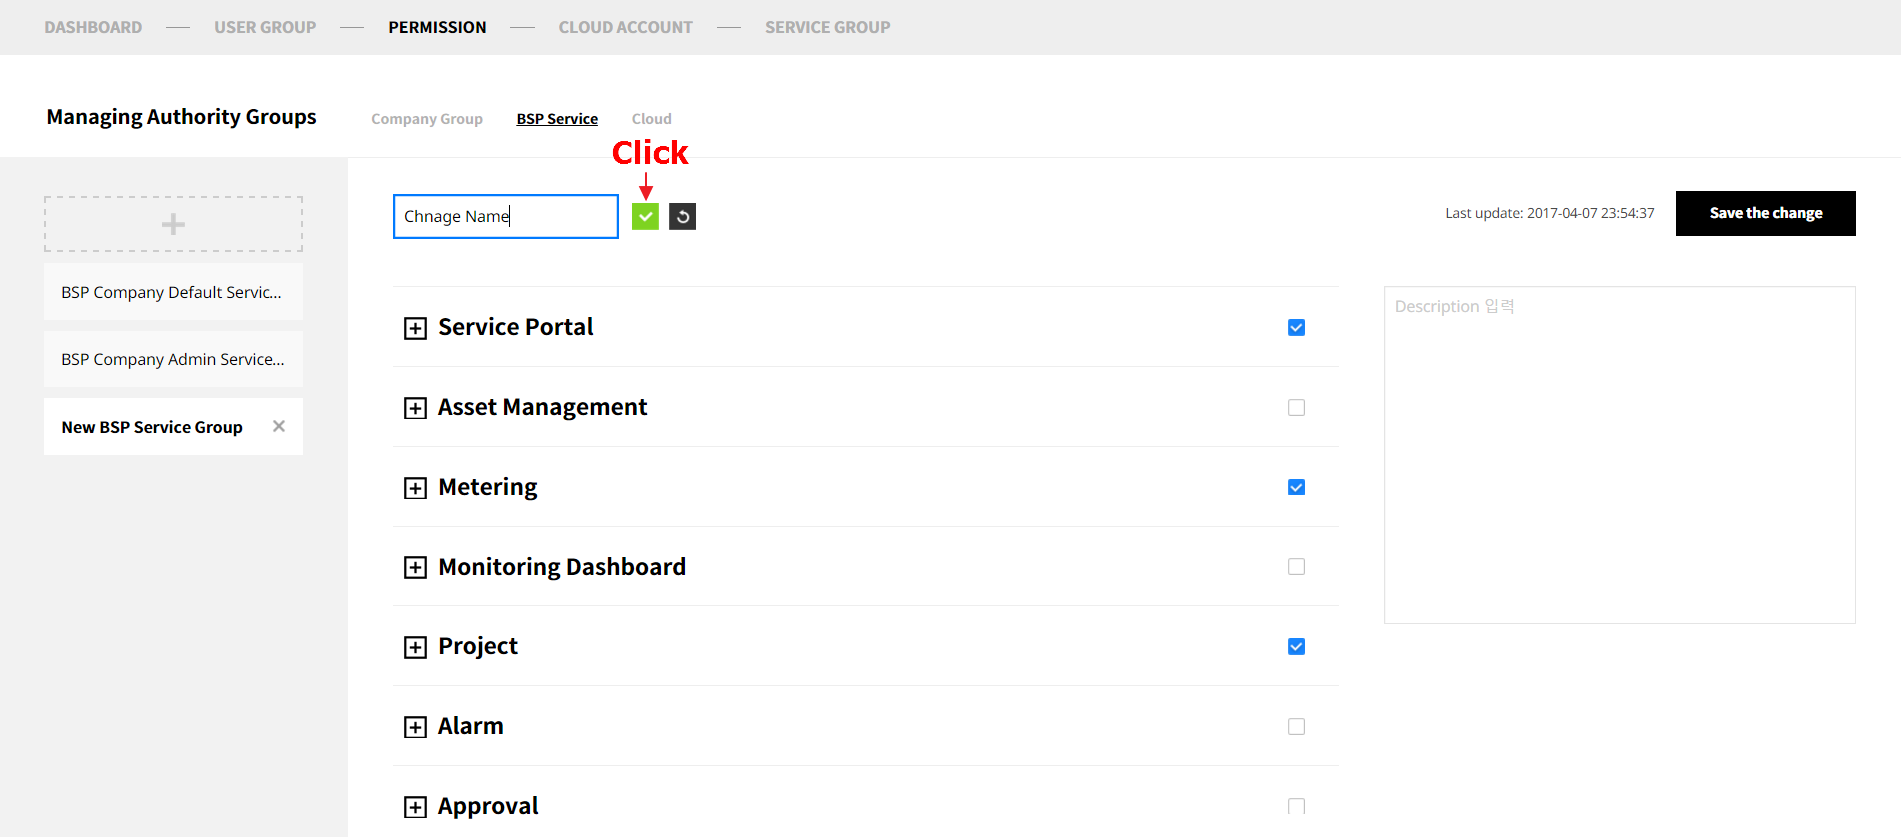 DASHBOARD USER GROUP PERMISSION CLOUD ACCOUNT SERVICE GROUP
Managing Authority Groups Company Group BSP Service Cloud
Click
Chnage Name Last update: 2017-04-07 23:54:37 Save the change
BSP Company Default Servic...
BSP Company Admin Service...
New BSP Service Group
Service Portal
Asset Management
Metering
Monitoring Dashboard
Project
Alarm
Approval
Description 입력